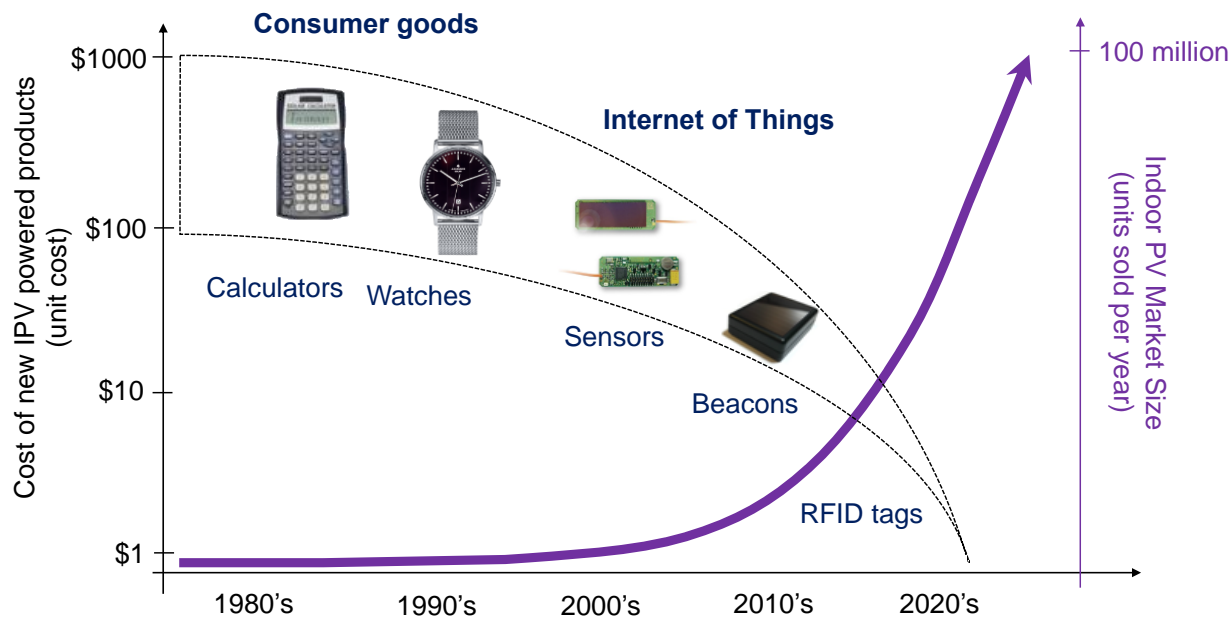 Consumer goods
$1000
100 million
Internet of Things
$100
Calculators
Watches
Sensors
$10
Beacons
RFID tags
$1
1980's
1990's
2000's
2010's
2020's
Cost of new IPV powered products
(unit cost)
Indoor PV Market Size
(units sold per year)